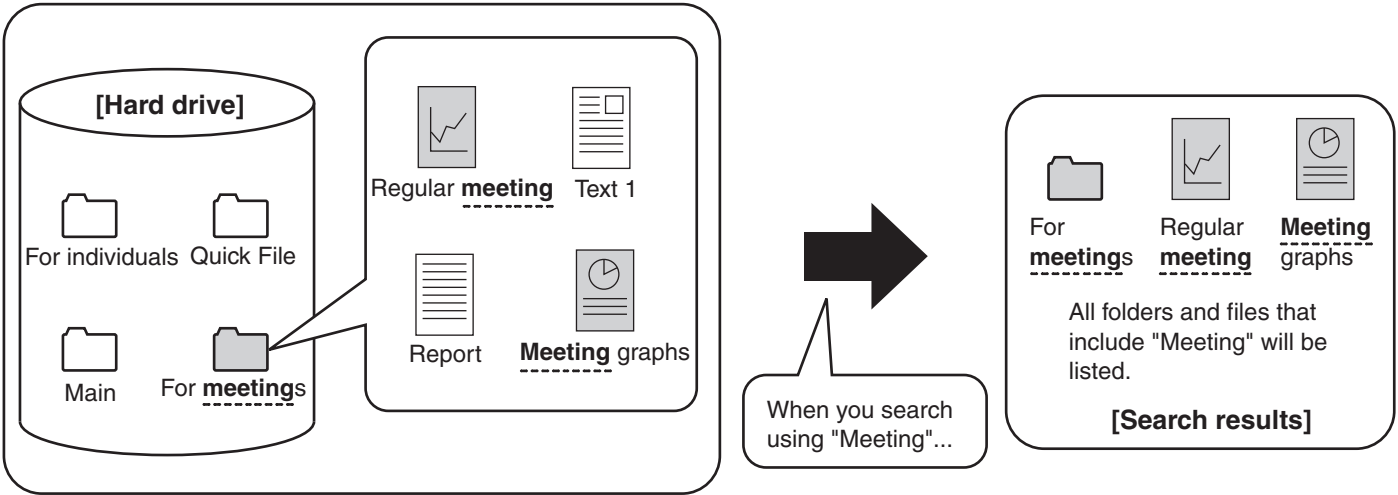 [Hard drive]
For individuals
Quick File
Main
For meetings
Regular meeting
Text 1
Report
Meeting graphs
When you search
using "Meeting"...
For
meetings
Regular
meeting
Meeting
graphs
All folders and files that
include "Meeting" will be
listed.
[Search results]